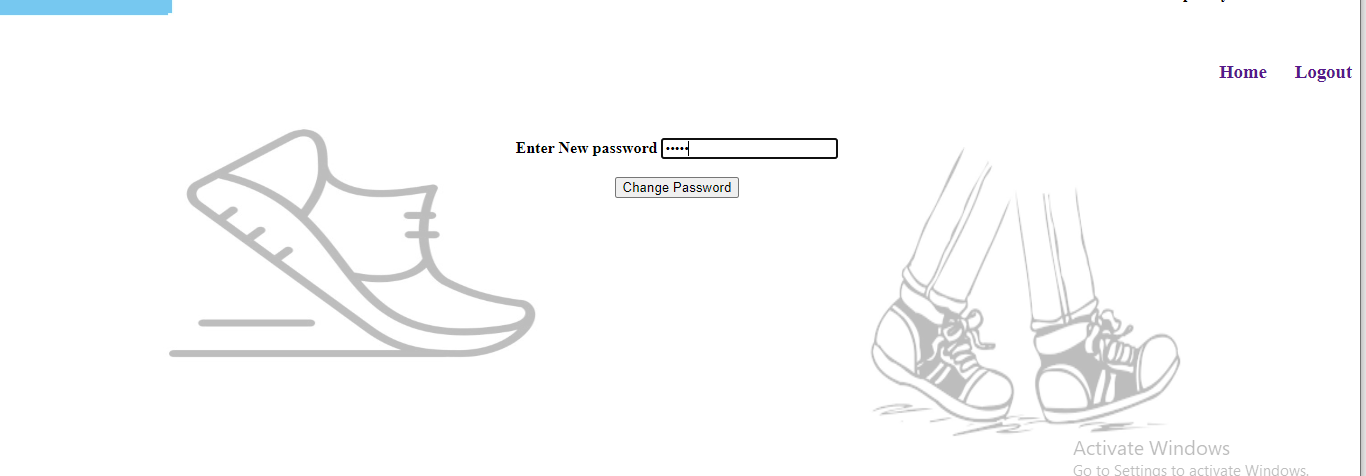 Home Logout
Enter New password •••••
Change Password
Activate Windows
Go to Settings to activate Windows.